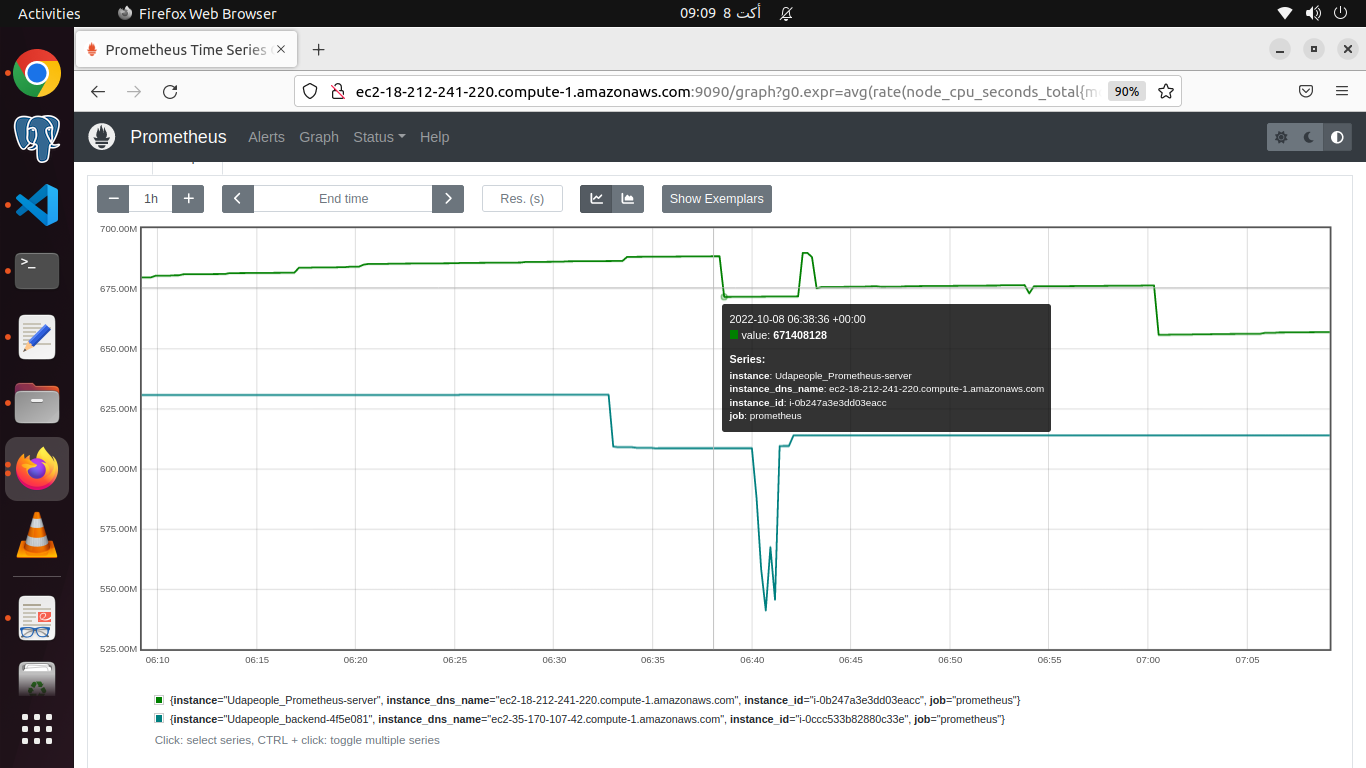 Activities Firefox Web Browser 09:09 8 أكت
Prometheus Time Series
ec2-18-212-241-220.compute-1.amazonaws.com:9090/graph?g0.expr=avg(rate(node_cpu_seconds_total{m 90%
Prometheus Alerts Graph Status Help
− 1h + End time Res. (s) Show Exemplars
700.00M
675.00M
650.00M
625.00M
600.00M
575.00M
550.00M
525.00M
2022-10-08 06:38:36 +00:00
value: 671408128
Series:
instance: Udapeople_Prometheus-server
instance_dns_name: ec2-18-212-241-220.compute-1.amazonaws.com
instance_id: i-0b247a3e3dd03eacc
job: prometheus
06:10 06:15 06:20 06:25 06:30 06:35 06:40 06:45 06:50 06:55 07:00 07:05
{instance="Udapeople_Prometheus-server", instance_dns_name="ec2-18-212-241-220.compute-1.amazonaws.com", instance_id="i-0b247a3e3dd03eacc", job="prometheus"}
{instance="Udapeople_backend-4f5e081", instance_dns_name="ec2-35-170-107-42.compute-1.amazonaws.com", instance_id="i-0ccc533b82880c33e", job="prometheus"}
Click: select series, CTRL + click: toggle multiple series